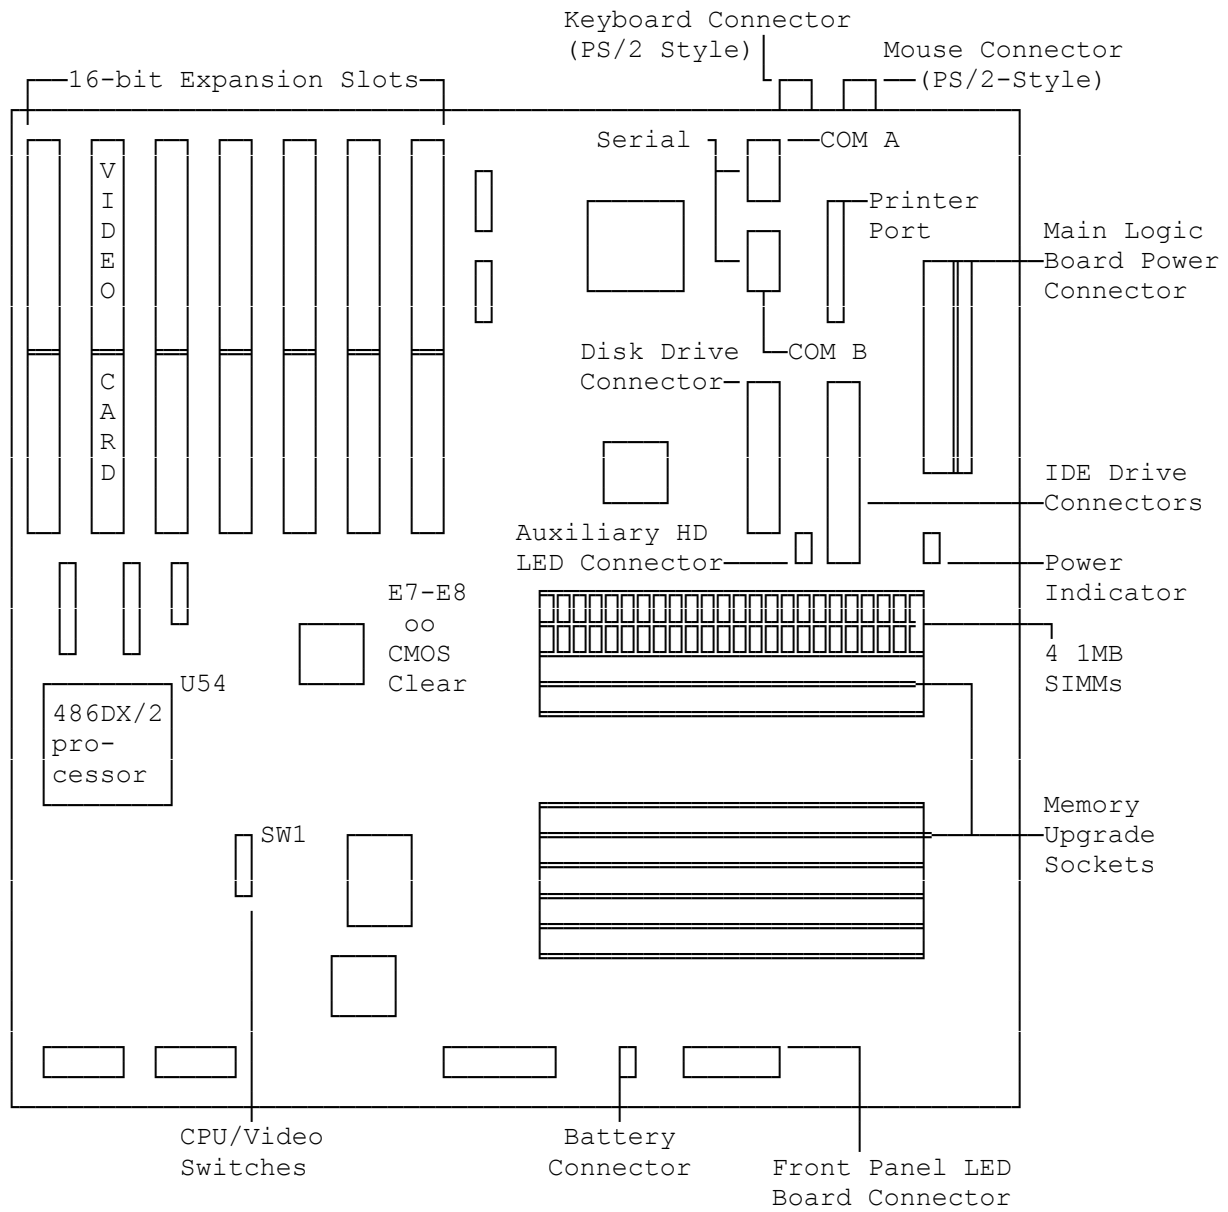 Keyboard Connector
(PS/2 Style)
Mouse Connector
(PS/2-Style)
16-bit Expansion Slots
Serial
COM A
VIDEO
Printer
Port
Main Logic
Board Power
Connector
Disk Drive
Connector
COM B
CARD
IDE Drive
Connectors
Auxiliary HD
LED Connector
Power
Indicator
E7-E8
oo
CMOS
Clear
4 1MB
SIMMs
U54
486DX/2
pro-
cessor
Memory
Upgrade
Sockets
SW1
CPU/Video
Switches
Battery
Connector
Front Panel LED
Board Connector